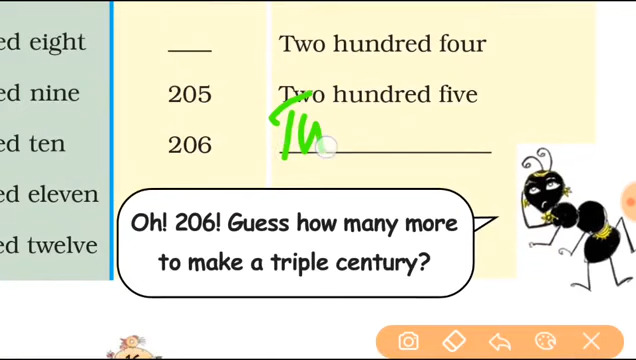 ed eight ___ Two hundred four
ed nine 205 Two hundred five
ed ten 206
ed eleven
ed twelve
Oh! 206! Guess how many more
to make a triple century?